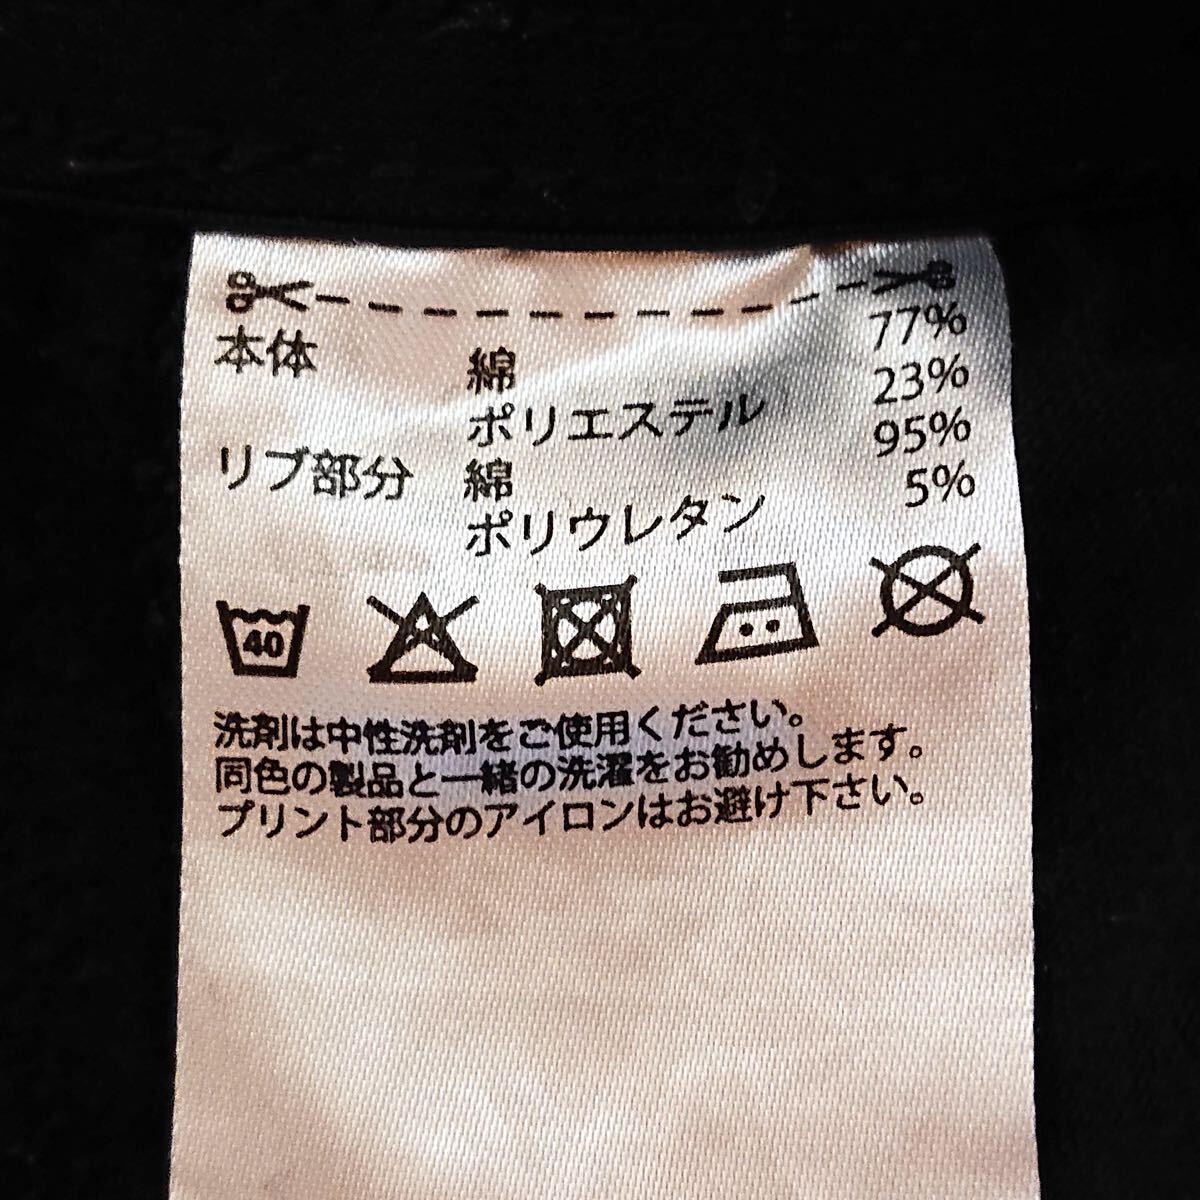 本体 綿 77%
ポリエステル 23%
リブ部分 綿 95%
ポリウレタン 5%
40
洗剤は中性洗剤をご使用ください。
同色の製品と一緒の洗濯をお勧めします。
プリント部分のアイロンはお避け下さい。